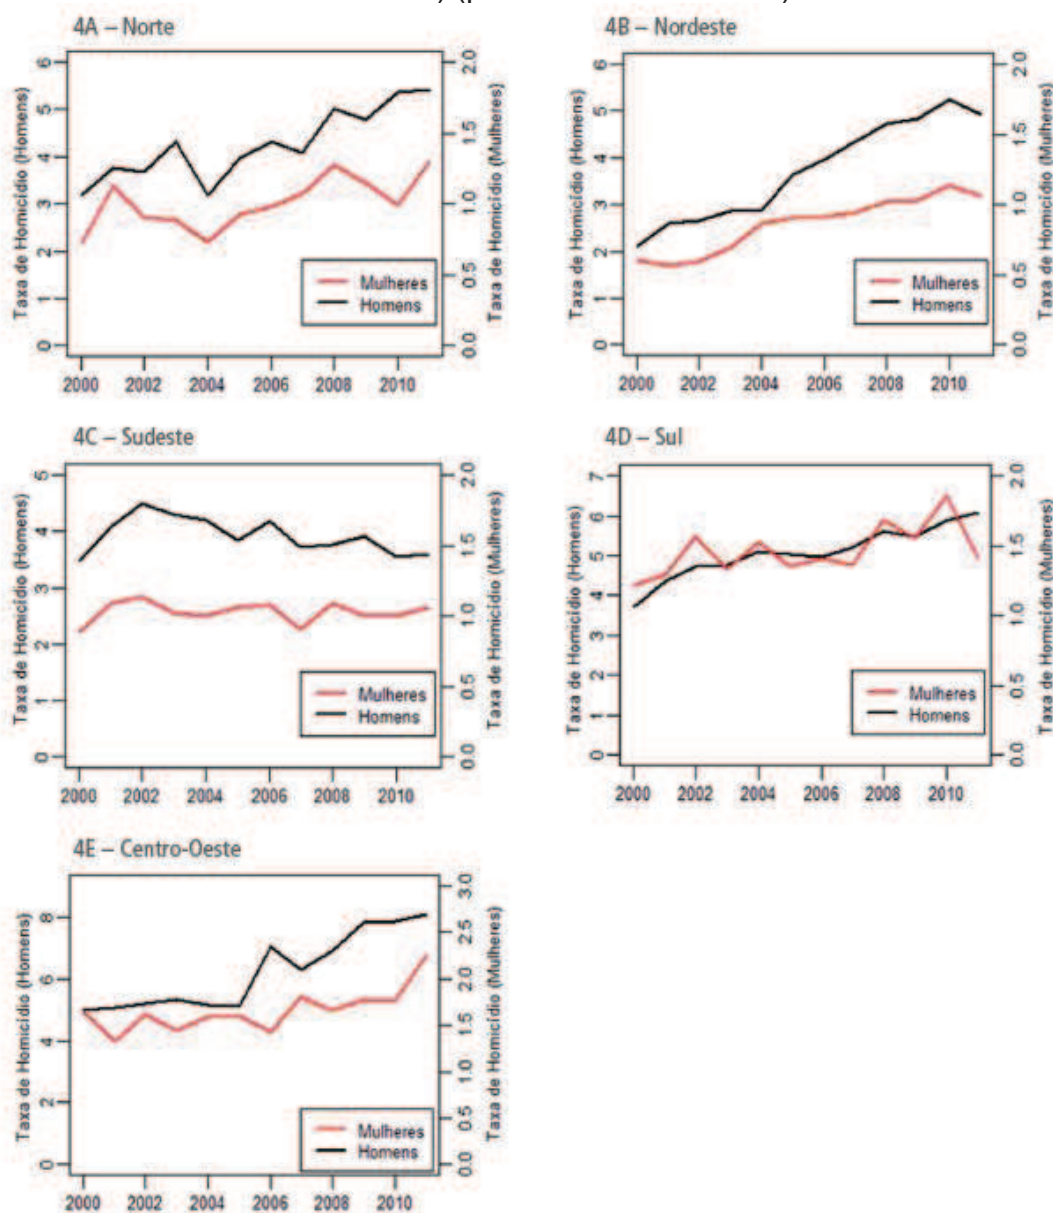 4A – Norte
Taxa de Homicídio (Homens)
0 1 2 3 4 5 6
Taxa de Homicídio (Mulheres)
0.0 0.5 1.0 1.5 2.0
Mulheres
Homens
2000 2002 2004 2006 2008 2010
4B – Nordeste
Taxa de Homicídio (Homens)
0 1 2 3 4 5 6
Taxa de Homicídio (Mulheres)
0.0 0.5 1.0 1.5 2.0
Mulheres
Homens
2000 2002 2004 2006 2008 2010
4C – Sudeste
Taxa de Homicídio (Homens)
0 1 2 3 4 5
Taxa de Homicídio (Mulheres)
0.0 0.5 1.0 1.5 2.0
Mulheres
Homens
2000 2002 2004 2006 2008 2010
4D – Sul
Taxa de Homicídio (Homens)
0 1 2 3 4 5 6 7
Taxa de Homicídio (Mulheres)
0.0 0.5 1.0 1.5 2.0
Mulheres
Homens
2000 2002 2004 2006 2008 2010
4E – Centro-Oeste
Taxa de Homicídio (Homens)
0 2 4 6 8
Taxa de Homicídio (Mulheres)
0.0 0.5 1.0 1.5 2.0 2.5 3.0
Mulheres
Homens
2000 2002 2004 2006 2008 2010